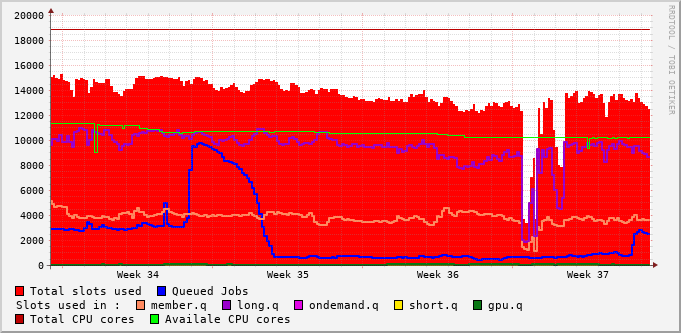 20000
18000
16000
14000
12000
10000
8000
6000
4000
2000
0
Week 34 Week 35 Week 36 Week 37
Total slots used Queued Jobs
Slots used in : member.q long.q ondemand.q short.q gpu.q
Total CPU cores Availale CPU cores
RRDTOOL / TOBI OETIKER